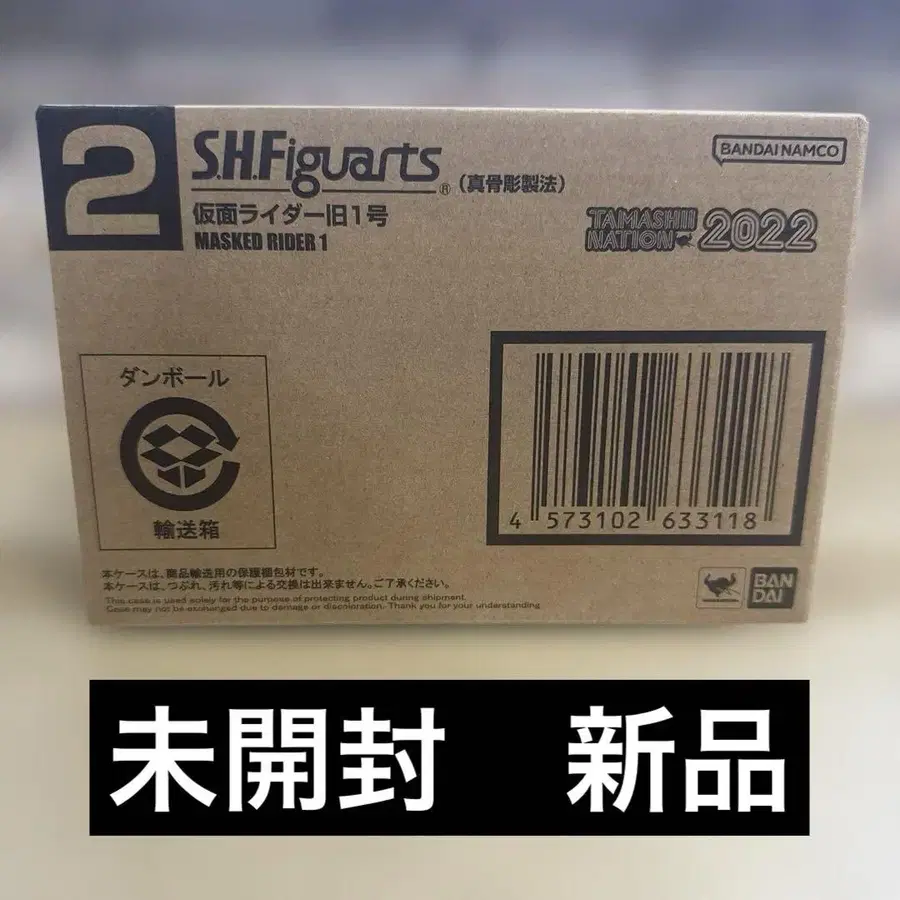 2
S.H.Figuarts® (真骨彫製法)
仮面ライダー旧1号
MASKED RIDER 1
BANDAI NAMCO
TAMASHII
NATION 2022
ダンボール
輸送箱
4 573102 633118
本ケースは、商品輸送用の保護梱包材です。
本ケースは、つぶれ、汚れ等による交換は出来ません。ご了承ください。
This case is used solely for the purpose of protecting product during shipment.
Case may not be exchanged due to damage or discoloration. Thank you for your understanding
BAN
DAI
未開封 新品